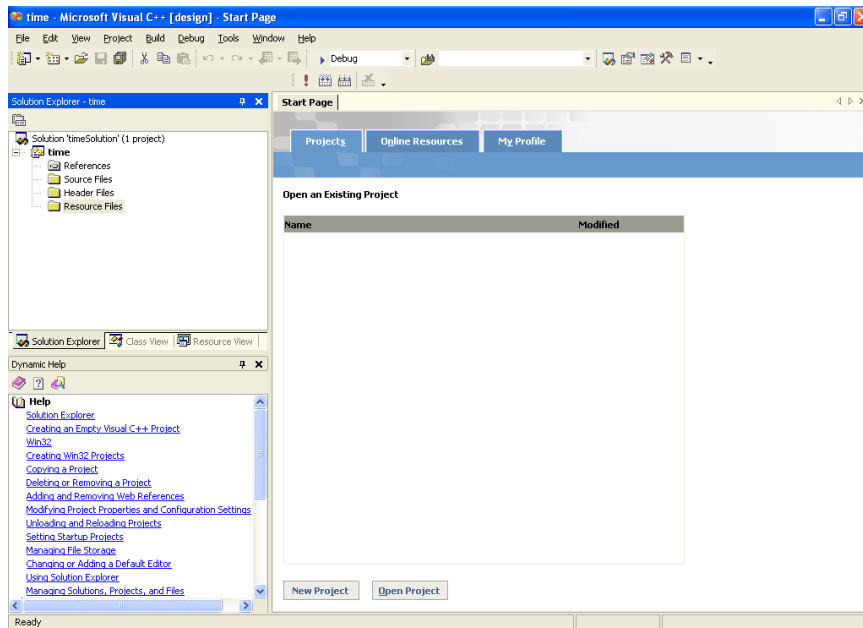 time - Microsoft Visual C++ [design] - Start Page
File Edit View Project Build Debug Tools Window Help
Debug
Solution Explorer - time
Solution 'timeSolution' (1 project)
time
References
Source Files
Header Files
Resource Files
Solution Explorer Class View Resource View
Dynamic Help
Help
Solution Explorer
Creating an Empty Visual C++ Project
Win32
Creating Win32 Projects
Copying a Project
Deleting or Removing a Project
Adding and Removing Web References
Modifying Project Properties and Configuration Settings
Unloading and Reloading Projects
Setting Startup Projects
Managing File Storage
Changing or Adding a Default Editor
Using Solution Explorer
Managing Solutions, Projects, and Files
Start Page
Projects Online Resources My Profile
Open an Existing Project
Name Modified
New Project Open Project
Ready